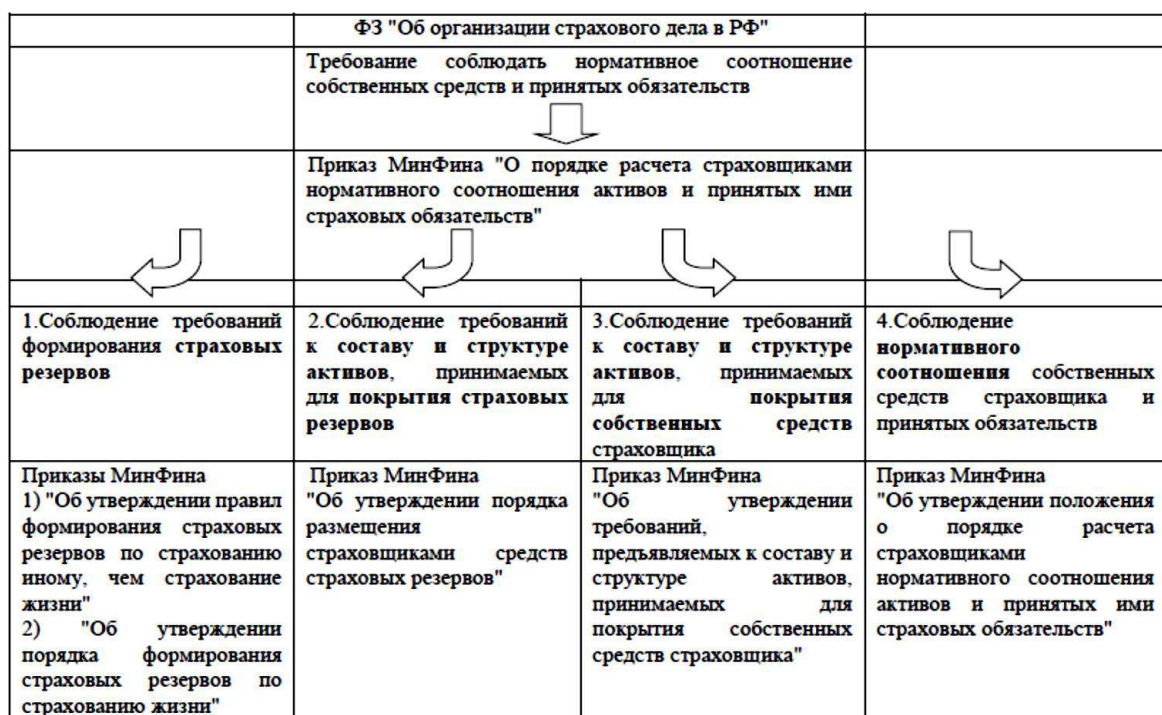 ФЗ "Об организации страхового дела в РФ"
Требование соблюдать нормативное соотношение
собственных средств и принятых обязательств
Приказ МинФина "О порядке расчета страховщиками
нормативного соотношения активов и принятых ими
страховых обязательств"
1.Соблюдение требований
формирования страховых
резервов
2.Соблюдение требований
к составу и структуре
активов, принимаемых
для покрытия страховых
резервов
3.Соблюдение требований
к составу и структуре
активов, принимаемых
для покрытия
собственных средств
страховщика
4.Соблюдение
нормативного
соотношения собственных
средств страховщика и
принятых обязательств
Приказы МинФина
1) "Об утверждении правил
формирования страховых
резервов по страхованию
иному, чем страхование
жизни"
2) "Об утверждении
порядка формирования
страховых резервов по
страхованию жизни"
Приказ МинФина
"Об утверждении порядка
размещения
страховщиками средств
страховых резервов"
Приказ МинФина
"Об утверждении
требований,
предъявляемых к составу и
структуре активов,
принимаемых для
покрытия собственных
средств страховщика"
Приказ МинФина
"Об утверждении положения
о порядке расчета
страховщиками
нормативного соотношения
активов и принятых ими
страховых обязательств"